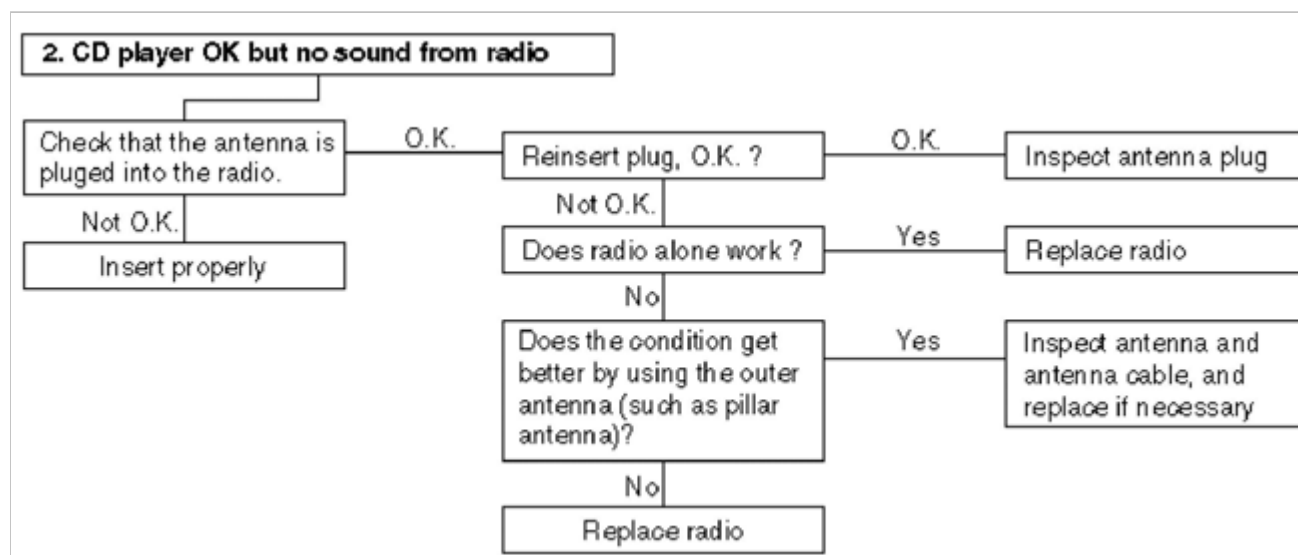 2. CD player OK but no sound from radio
Check that the antenna is
pluged into the radio.
O.K.
Reinsert plug, O.K. ?
O.K.
Inspect antenna plug
Not O.K.
Insert properly
Not O.K.
Does radio alone work ?
Yes
Replace radio
No
Does the condition get
better by using the outer
antenna (such as pillar
antenna)?
Yes
Inspect antenna and
antenna cable, and
replace if necessary
No
Replace radio